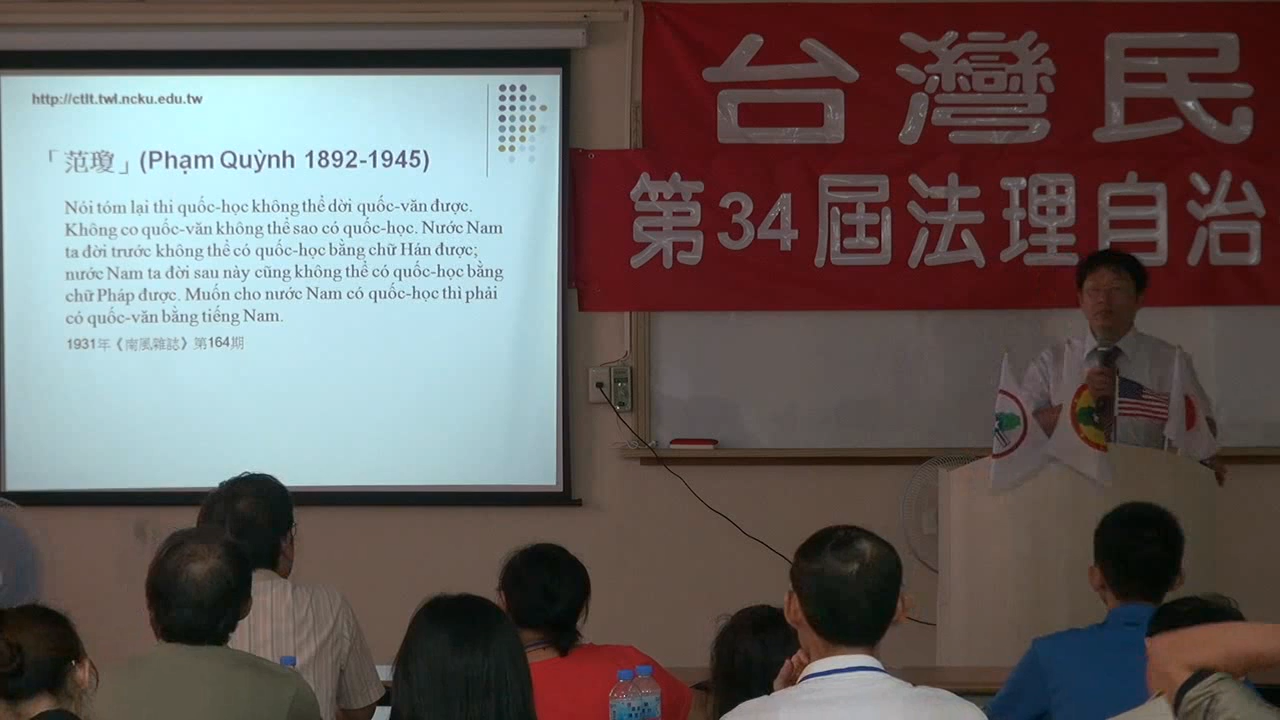 http://ctlt.twl.ncku.edu.tw
「范瓊」(Phạm Quỳnh 1892-1945)
Nói tóm lại thi quốc-học không thể dời quốc-văn được.
Không co quốc-văn không thể sao có quốc-học. Nước Nam
ta đời trước không thể có quốc-học bằng chữ Hán được;
nước Nam ta đời sau này cũng không thể có quốc-học bằng
chữ Pháp được. Muốn cho nước Nam có quốc-học thì phải
có quốc-văn bằng tiếng Nam.
1931年《南風雜誌》第164期
台灣民
第34屆法理自治